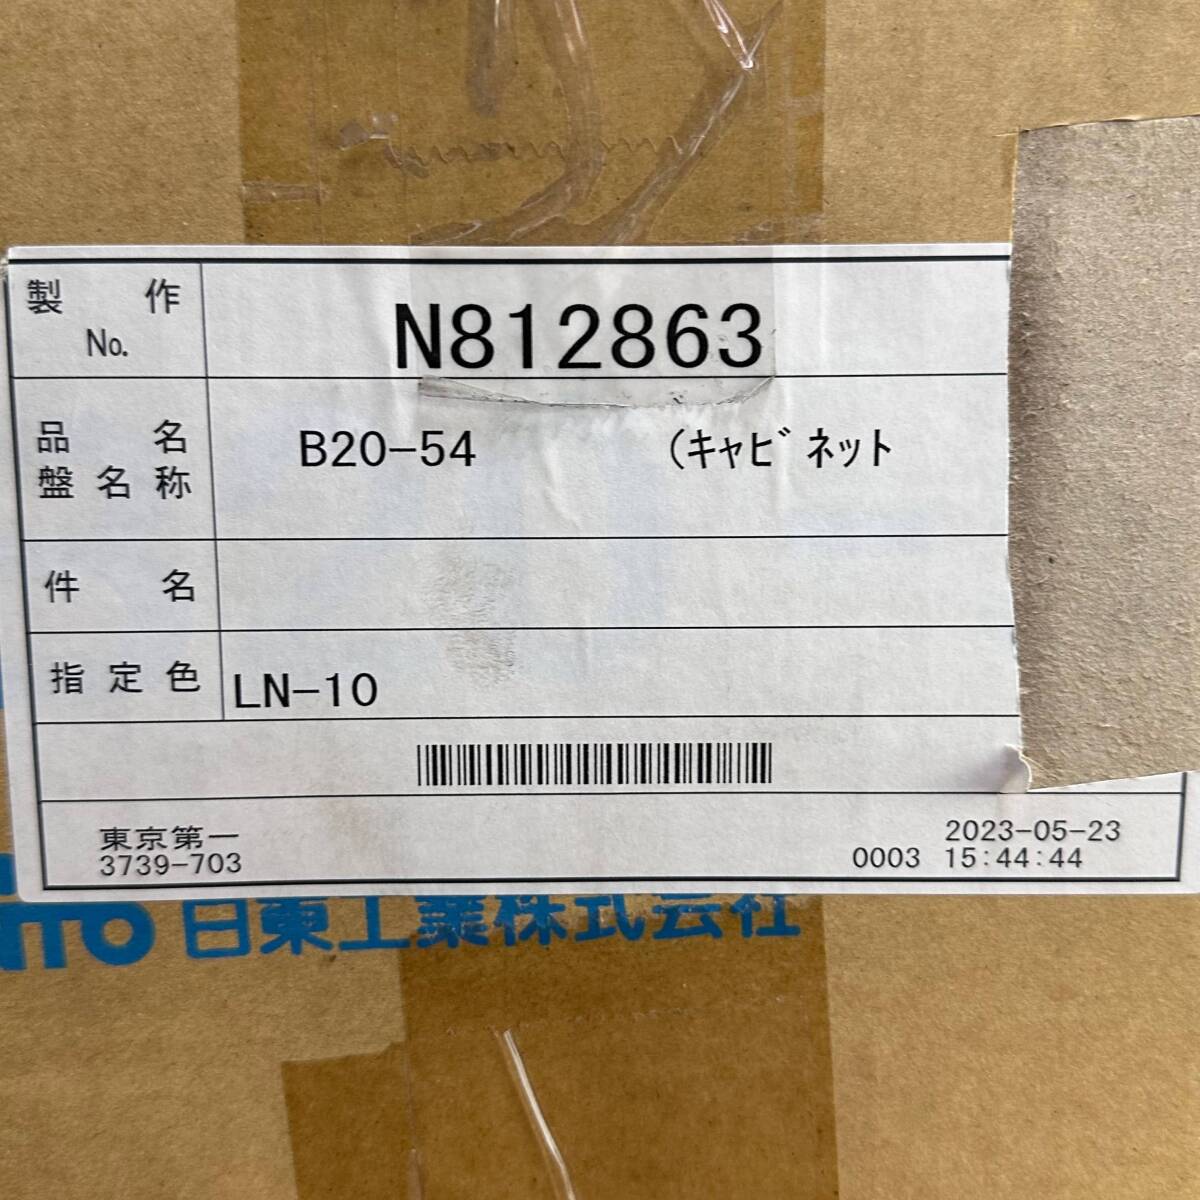 製作 No. N812863
品名 B20-54 (キャビネット
盤名称
件名
指定色 LN-10
東京第一 2023-05-23
3739-703 0003 15:44:44
日東工業株式会社